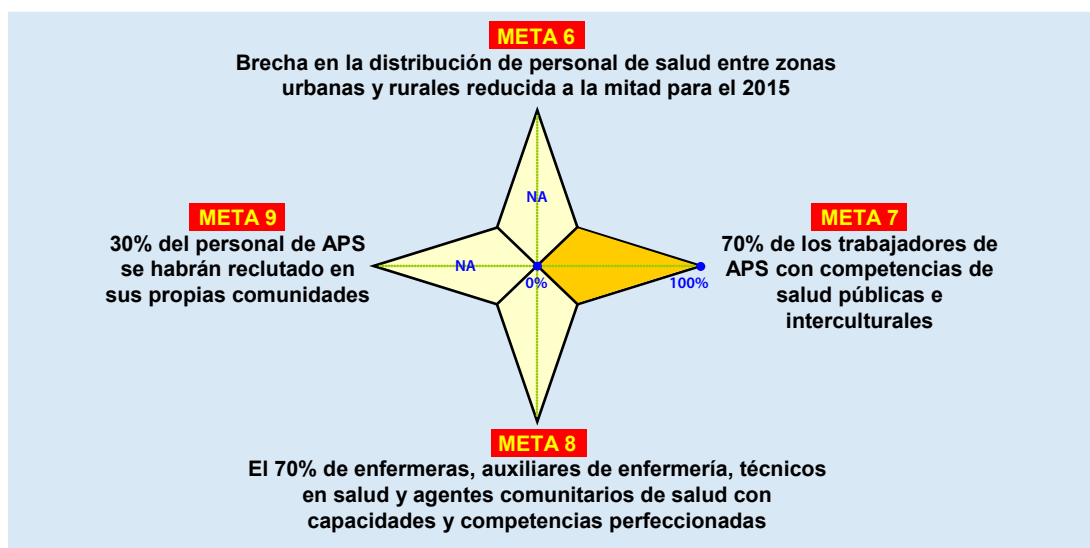 META 6
Brecha en la distribución de personal de salud entre zonas
urbanas y rurales reducida a la mitad para el 2015
NA
META 9
30% del personal de APS
se habrán reclutado en
sus propias comunidades
NA
0%
100%
META 7
70% de los trabajadores de
APS con competencias de
salud públicas e
interculturales
META 8
El 70% de enfermeras, auxiliares de enfermería, técnicos
en salud y agentes comunitarios de salud con
capacidades y competencias perfeccionadas